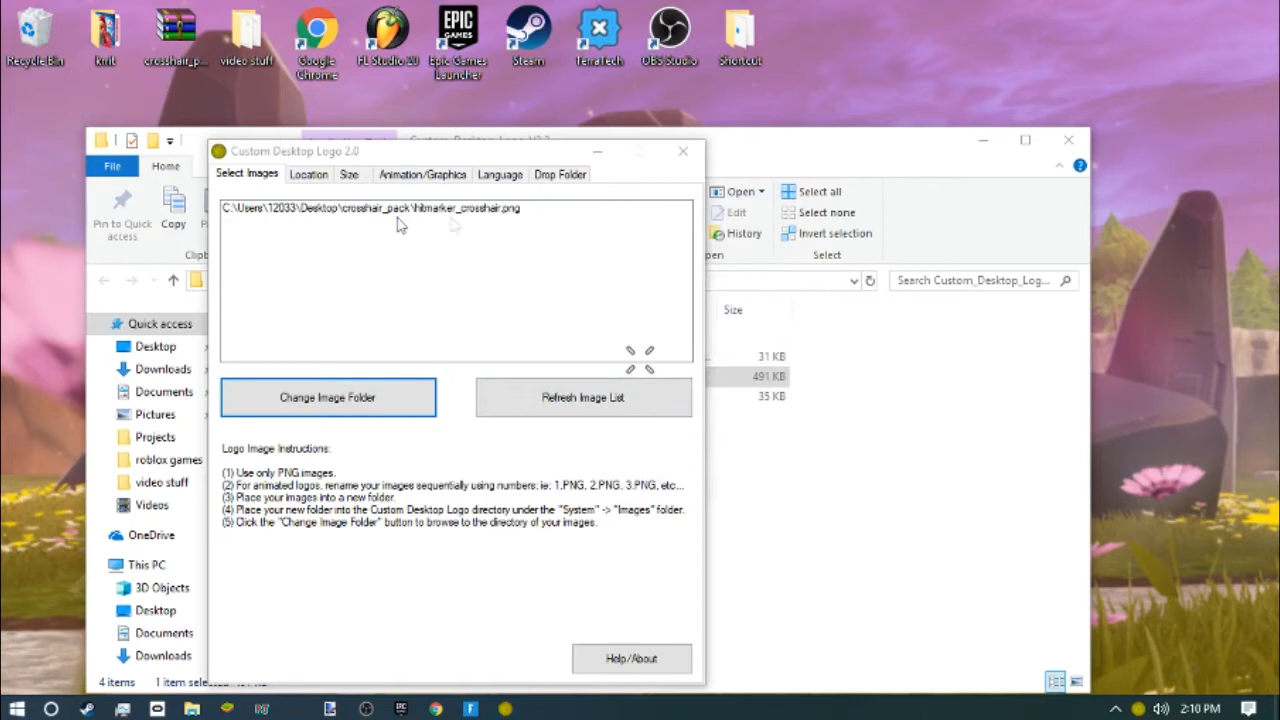 Recycle Bin
knit
crosshair_p...
video stuff
Google Chrome
FL Studio 20
Epic Games Launcher
Steam
TerraTech
OBS Studio
Shortcut
EPIC GAMES
Custom Desktop Logo 2.0
File
Home
Select Images
Location
Size
Animation/Graphics
Language
Drop Folder
C:\Users\12033\Desktop\crosshair_pack\hitmarker_crosshair.png
Pin to Quick access
Copy
Open
Edit
History
Select all
Select none
Invert selection
Select
Search Custom_Desktop_Log...
Quick access
Desktop
Downloads
Documents
Pictures
Projects
roblox games
video stuff
Videos
OneDrive
This PC
3D Objects
Desktop
Documents
Downloads
Size
31 KB
491 KB
35 KB
Change Image Folder
Refresh Image List
Logo Image Instructions:
(1) Use only PNG images.
(2) For animated logos, rename your images sequentially using numbers: ie: 1.PNG, 2.PNG, 3.PNG, etc...
(3) Place your images into a new folder.
(4) Place your new folder into the Custom Desktop Logo directory under the "System" -> "Images" folder.
(5) Click the "Change Image Folder" button to browse to the directory of your images.
Help/About
4 items
1 item
2:10 PM